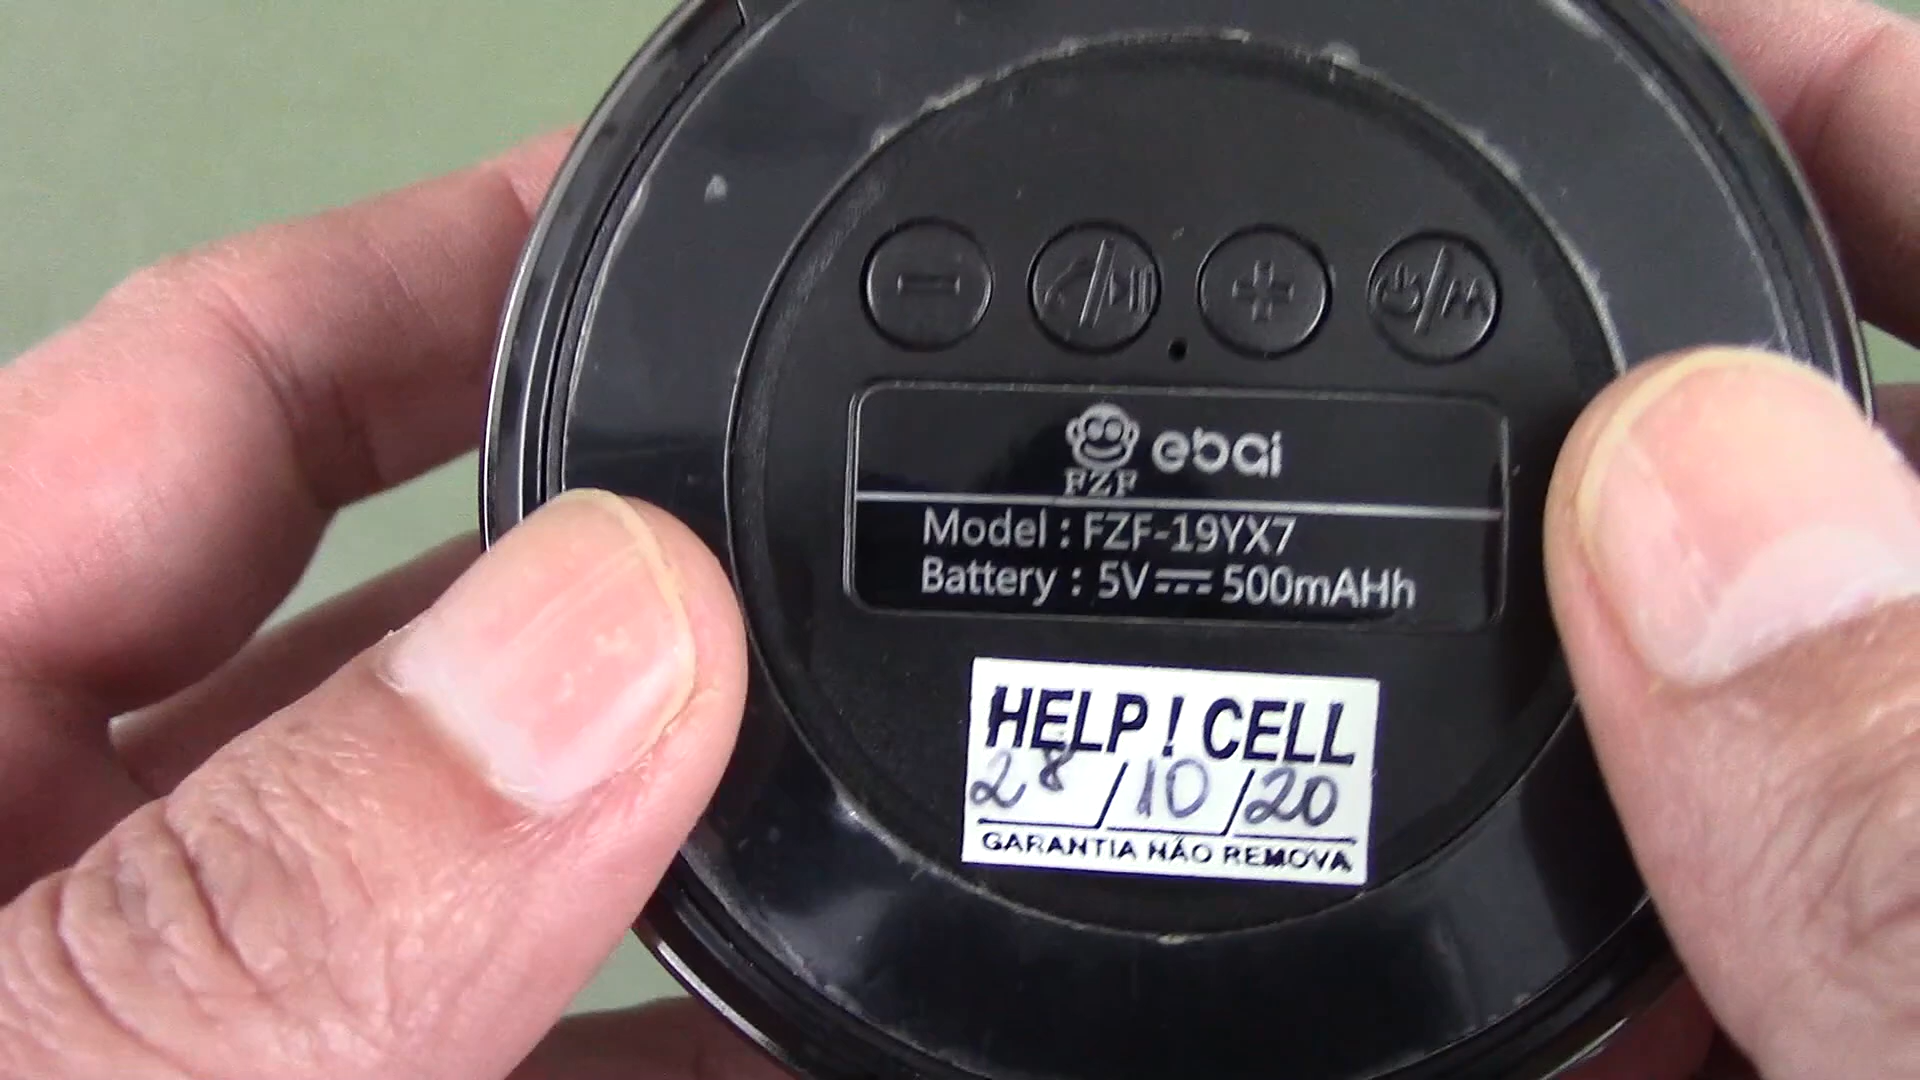 ebai
FZF
Model : FZF-19YX7
Battery : 5V 500mAHh
HELP! CELL
28/10/20
GARANTIA NÃO REMOVA